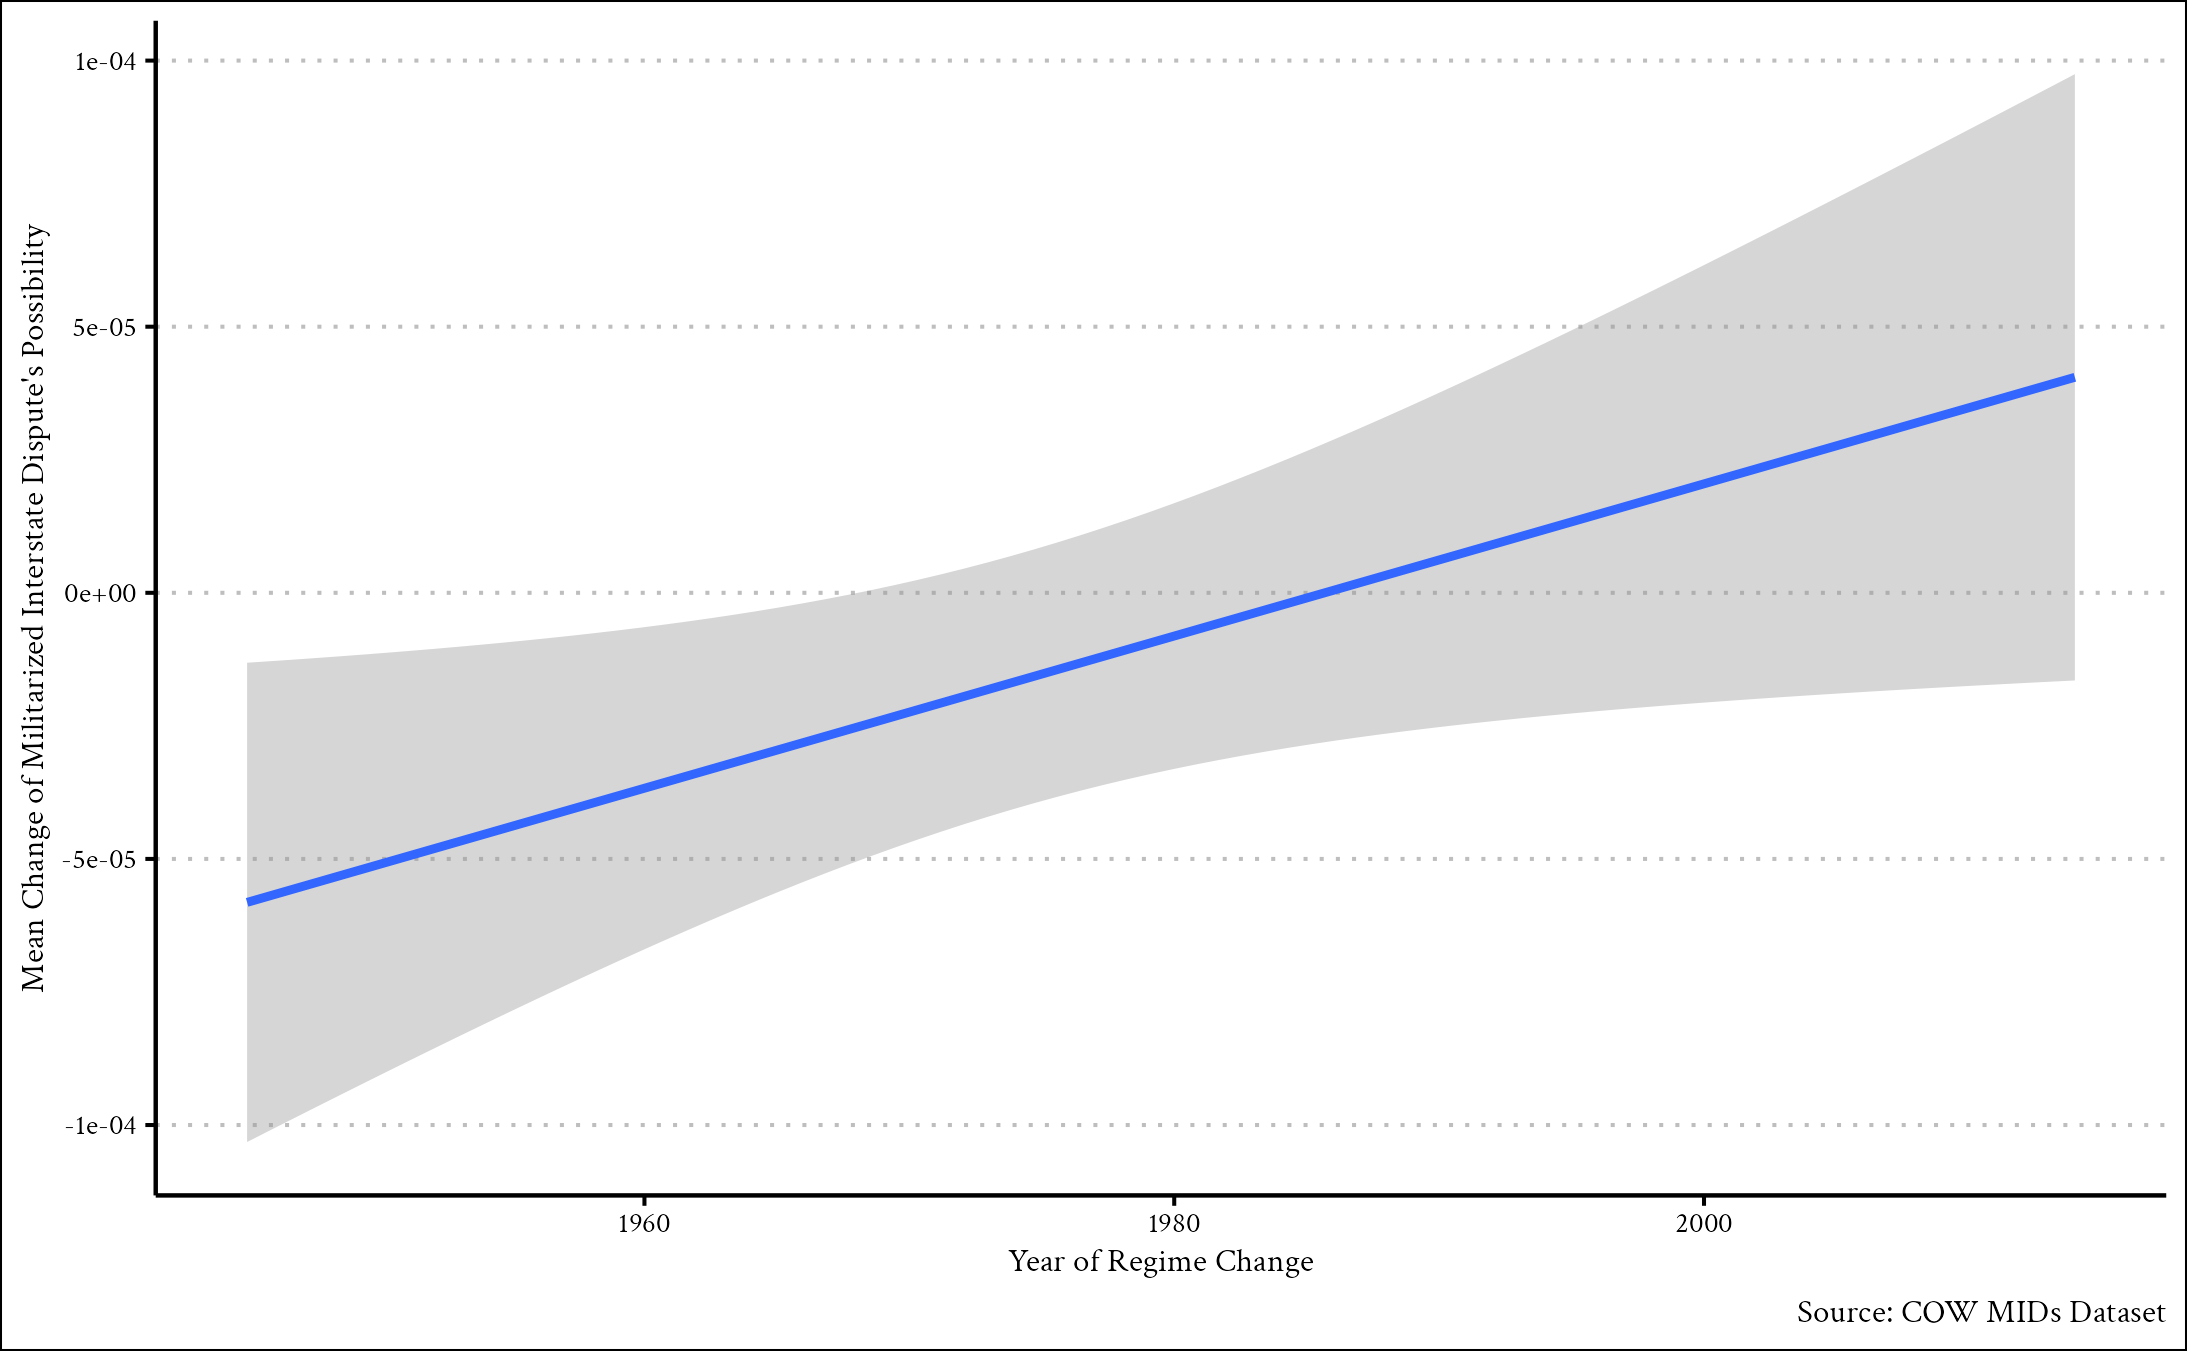 Mean Change of Militarized Interstate Dispute's Possibility
1e-04
5e-05
0e+00
-5e-05
-1e-04
1960
1980
2000
Year of Regime Change
Source: COW MIDs Dataset